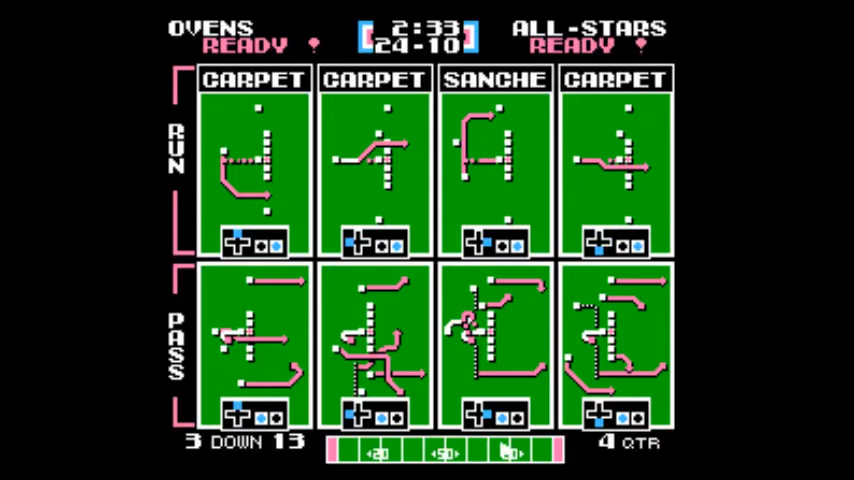 OVENS 2:33 ALL-STARS
READY 24-10 READY
CARPET CARPET SANCHE CARPET
RUN
PASS
3 DOWN 13 4 QTR
20 50 20